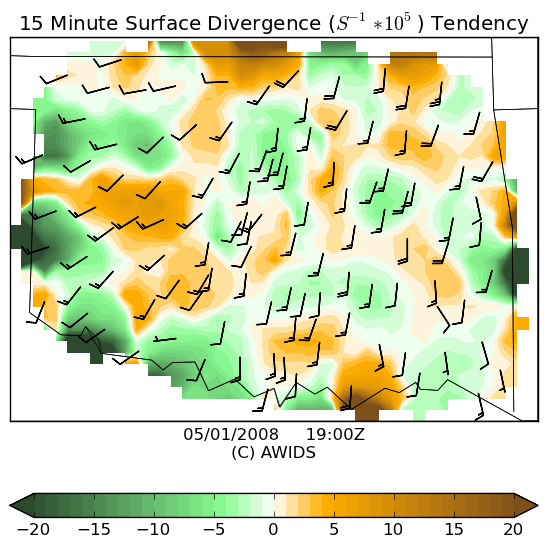 15 Minute Surface Divergence (S⁻¹ *10⁵ ) Tendency
05/01/2008 19:00Z
(C) AWIDS
−20 −15 −10 −5 0 5 10 15 20